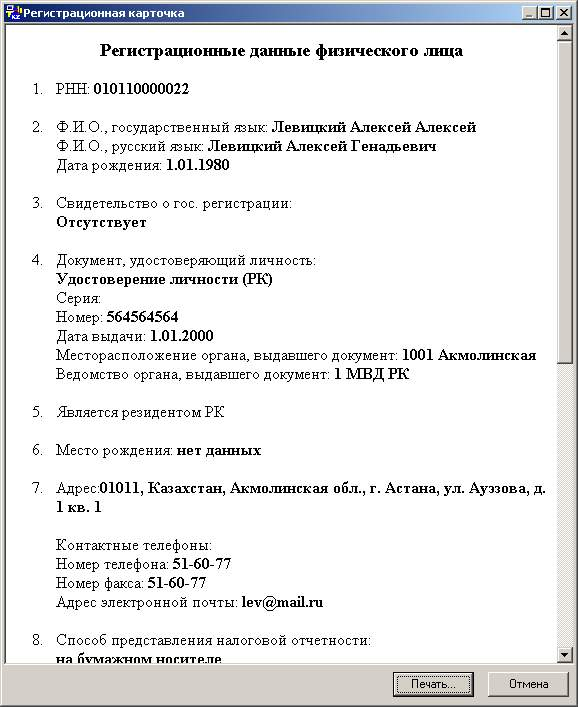 Регистрационная карточка
Регистрационные данные физического лица
1. РНН: 010110000022
2. Ф.И.О., государственный язык: Левицкий Алексей Алексей
Ф.И.О., русский язык: Левицкий Алексей Генадьевич
Дата рождения: 1.01.1980
3. Свидетельство о гос. регистрации:
Отсутствует
4. Документ, удостоверяющий личность:
Удостоверение личности (РК)
Серия:
Номер: 564564564
Дата выдачи: 1.01.2000
Месторасположение органа, выдавшего документ: 1001 Акмолинская
Ведомство органа, выдавшего документ: 1 МВД РК
5. Является резидентом РК
6. Место рождения: нет данных
7. Адрес:01011, Казахстан, Акмолинская обл., г. Астана, ул. Ауззова, д.
1 кв. 1
Контактные телефоны:
Номер телефона: 51-60-77
Номер факса: 51-60-77
Адрес электронной почты: lev@mail.ru
8. Способ представления налоговой отчетности:
на бумажном носителе
Печать... Отмена